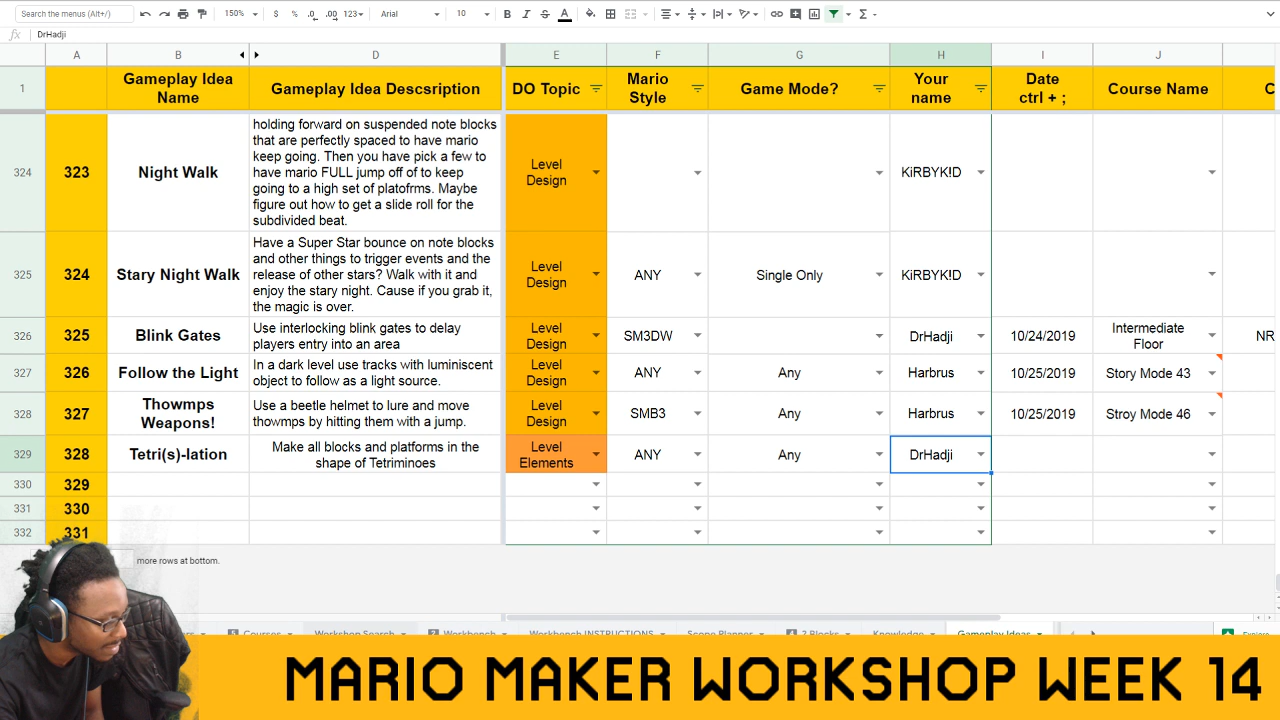 Search the menus (Alt+/)
150%
$ % .0 .00 123
Arial
10
B I S A
fx DrHadji
A B D E F G H I J
1
Gameplay Idea
Name
Gameplay Idea Descsription
DO Topic
Mario
Style
Game Mode?
Your
name
Date
ctrl + ;
Course Name
C
324
323
Night Walk
holding forward on suspended note blocks
that are perfectly spaced to have mario
keep going. Then you have pick a few to
have mario FULL jump off of to keep
going to a high set of platofrms. Maybe
figure out how to get a slide roll for the
subdivided beat.
Level
Design
KiRBYK!D
325
324
Stary Night Walk
Have a Super Star bounce on note blocks
and other things to trigger events and the
release of other stars? Walk with it and
enjoy the stary night. Cause if you grab it,
the magic is over.
Level
Design
ANY
Single Only
KiRBYK!D
326
325
Blink Gates
Use interlocking blink gates to delay
players entry into an area
Level
Design
SM3DW
DrHadji
10/24/2019
Intermediate
Floor
NR
327
326
Follow the Light
In a dark level use tracks with luminiscent
object to follow as a light source.
Level
Design
ANY
Any
Harbrus
10/25/2019
Story Mode 43
328
327
Thowmps
Weapons!
Use a beetle helmet to lure and move
thowmps by hitting them with a jump.
Level
Design
SMB3
Any
Harbrus
10/25/2019
Stroy Mode 46
329
328
Tetri(s)-lation
Make all blocks and platforms in the
shape of Tetriminoes
Level
Elements
ANY
Any
DrHadji
330
329
331
330
332
331
more rows at bottom.
Courses
Workshop Search
Workbench
Workbench INSTRUCTIONS
Scope Planner
2 Blocks
Knowledge
Gameplay Ideas
Explore
MARIO MAKER WORKSHOP WEEK 14